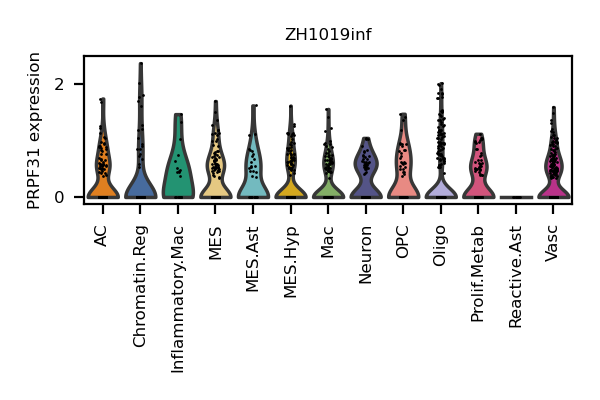 ZH1019inf
PRPF31 expression
2
0
AC
Chromatin.Reg
Inflammatory.Mac
MES
MES.Ast
MES.Hyp
Mac
Neuron
OPC
Oligo
Prolif.Metab
Reactive.Ast
Vasc